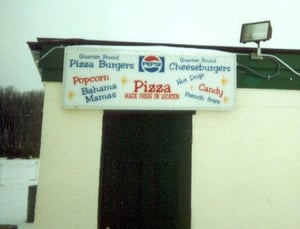 Quarter Pound
Pizza Burgers
PEPSI
Quarter Pound
Cheeseburgers
Popcorn
Bahama
Mamas
Pizza
MADE FRESH ON LOCATION
Hot Dogs
Candy
French fries